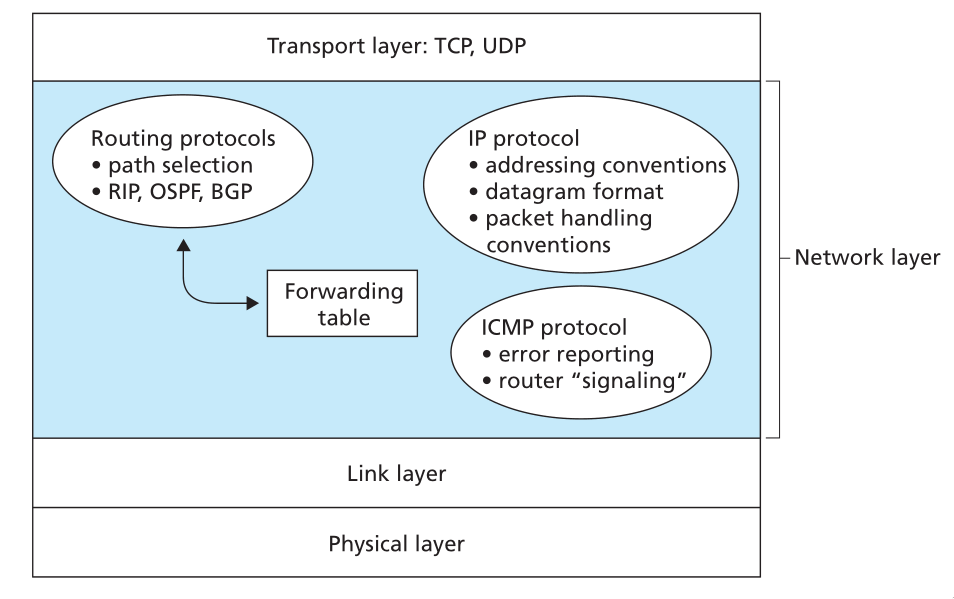 Transport layer: TCP, UDP
Routing protocols
• path selection
• RIP, OSPF, BGP
IP protocol
• addressing conventions
• datagram format
• packet handling
conventions
Network layer
Forwarding
table
ICMP protocol
• error reporting
• router “signaling”
Link layer
Physical layer